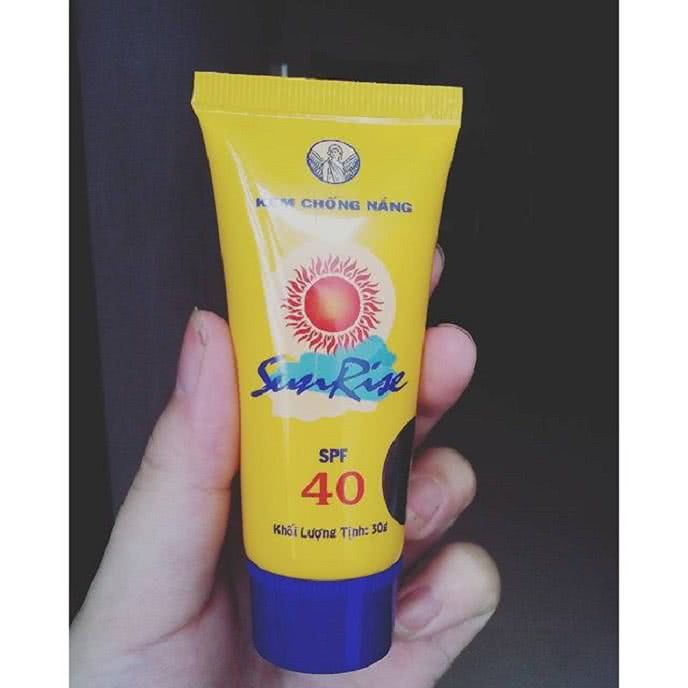 KEM CHỐNG NẮNG
SunRise
SPF
40
Khối Lượng Tịnh: 30g